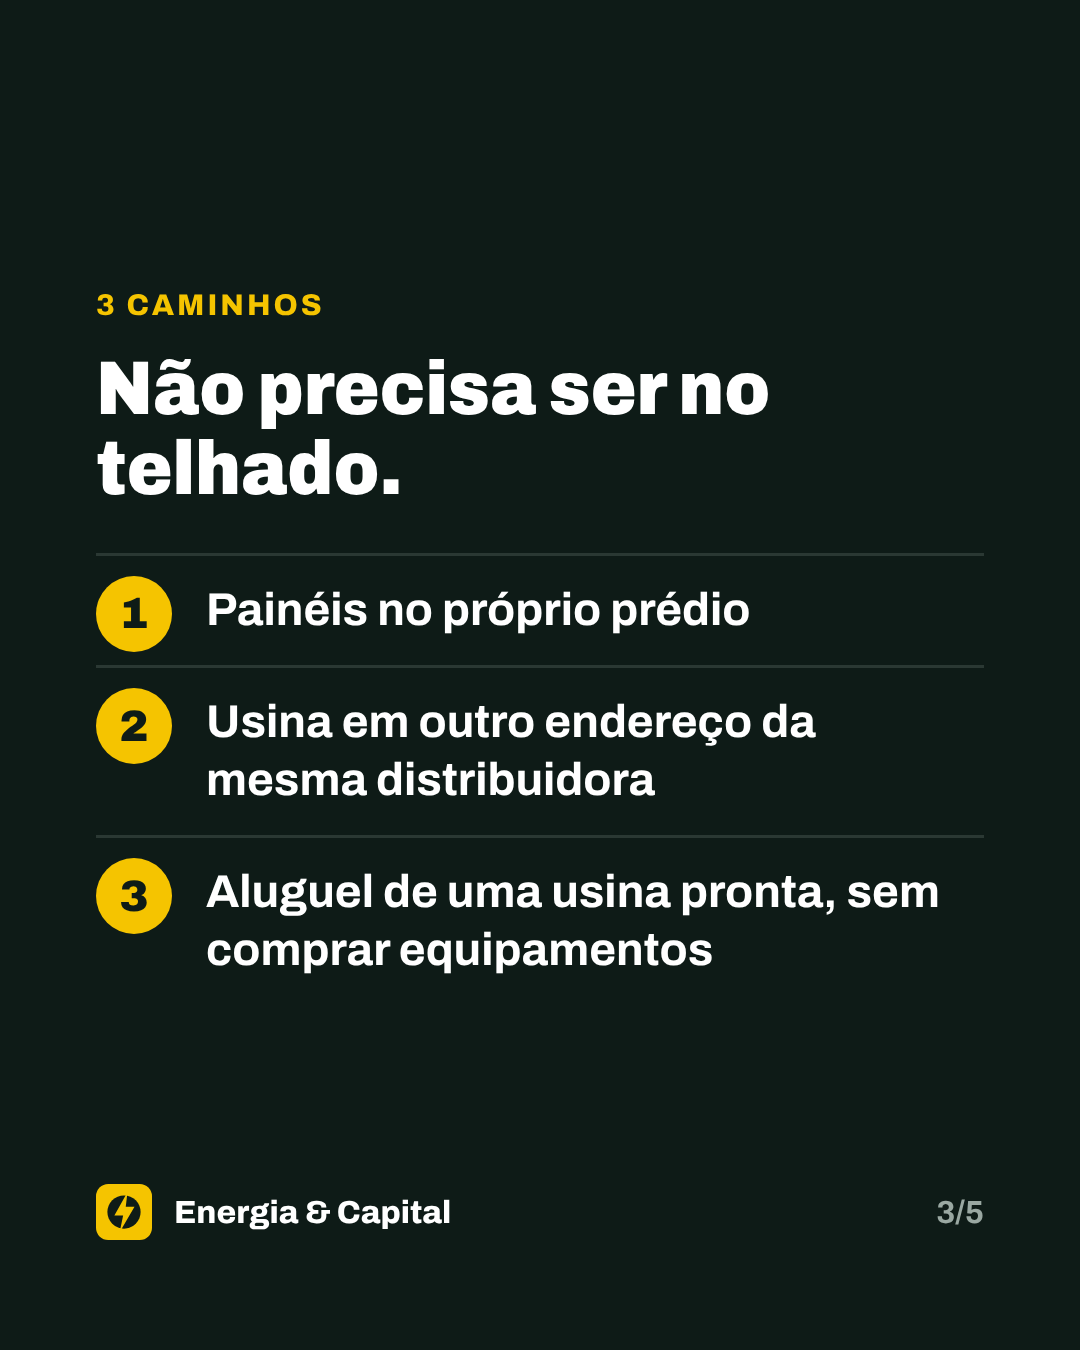 3 CAMINHOS
Não precisa ser no
telhado.
1 Painéis no próprio prédio
2 Usina em outro endereço da
mesma distribuidora
3 Aluguel de uma usina pronta, sem
comprar equipamentos
Energia & Capital
3/5